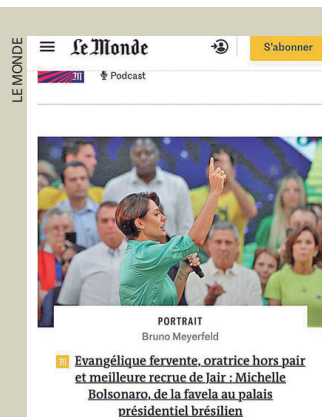 LE MONDE
Le Monde
S'abonner
Podcast
PORTRAIT
Bruno Meyerfeld
Evangélique fervente, oratrice hors pair
et meilleure recrue de Jair : Michelle
Bolsonaro, de la favela au palais
présidentiel brésilien